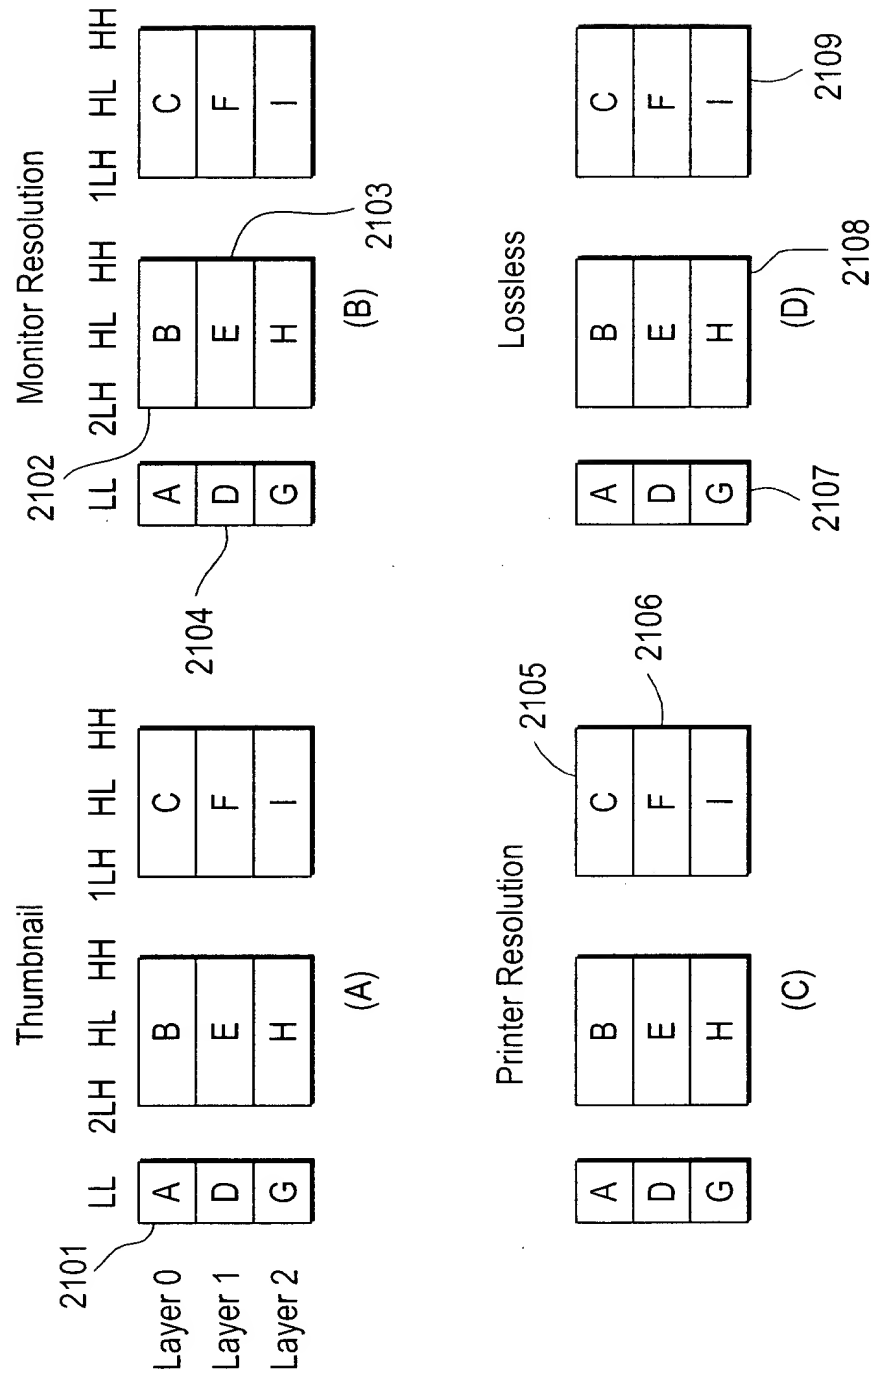 Thumbnail
LL 2LH HL HH 1LH HL HH
2101
Layer 0 A B C
Layer 1 D E F
Layer 2 G H I
(A)
Monitor Resolution
2102
LL 2LH HL HH 1LH HL HH
A B C
D E F
G H I
2104
2103
(B)
Printer Resolution
2105
A B C
D E F
G H I
2106
(C)
Lossless
A B C
D E F
G H I
2107
2108
2109
(D)